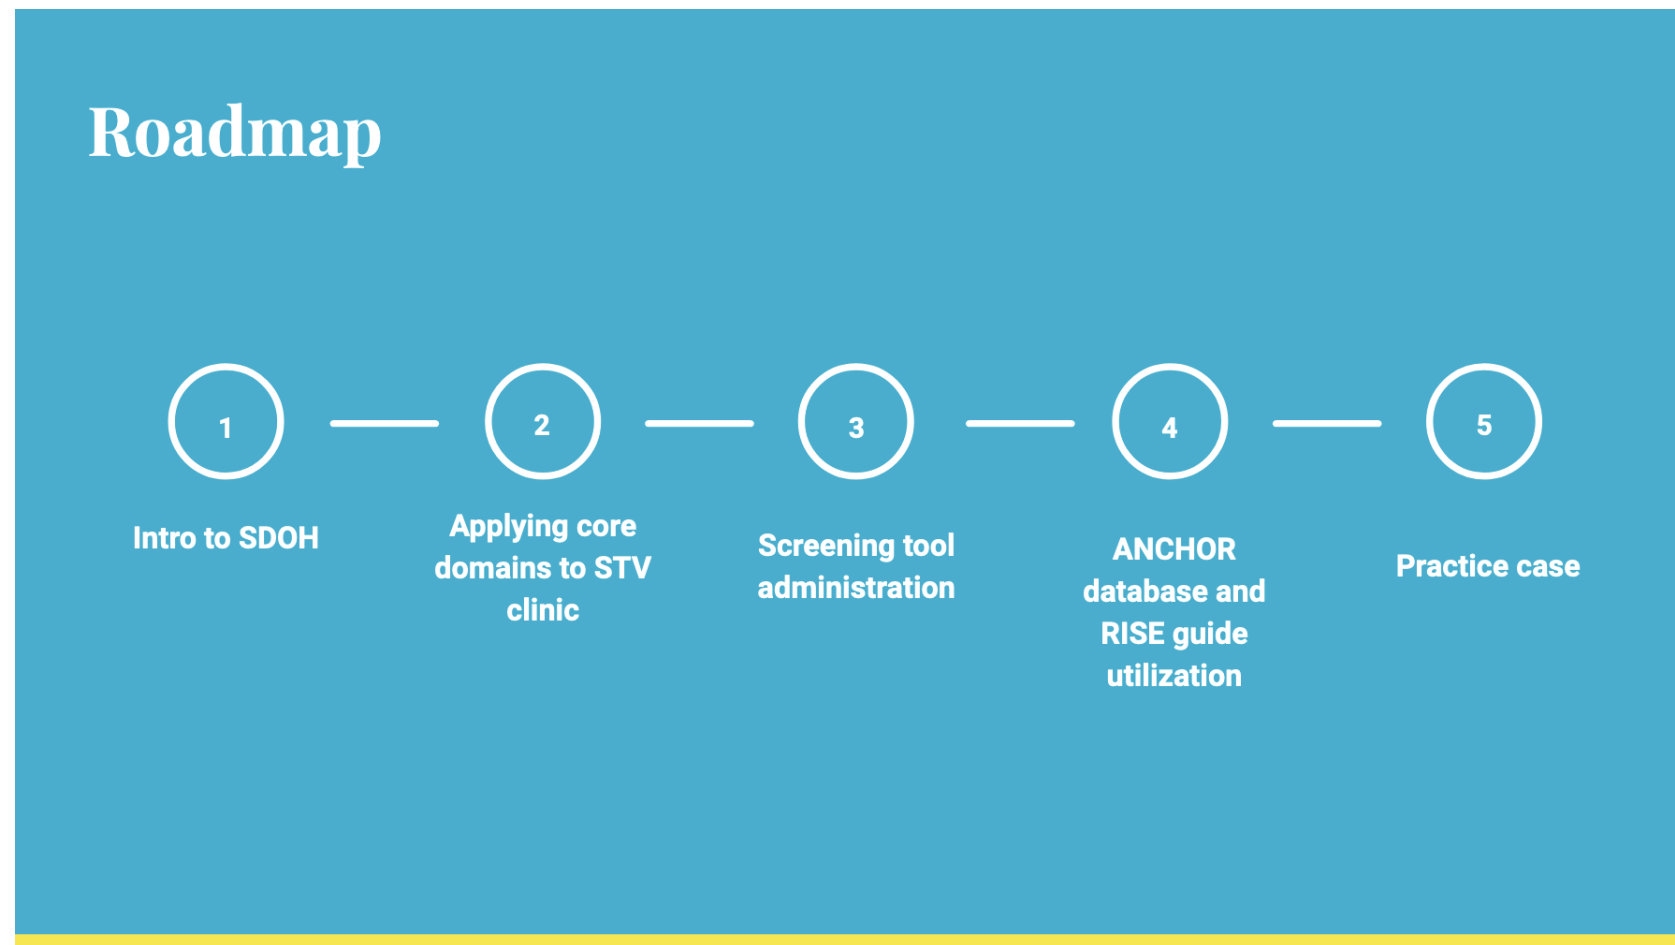 Roadmap
1
2
3
4
5
Intro to SDOH
Applying core
domains to STV
clinic
Screening tool
administration
ANCHOR
database and
RISE guide
utilization
Practice case